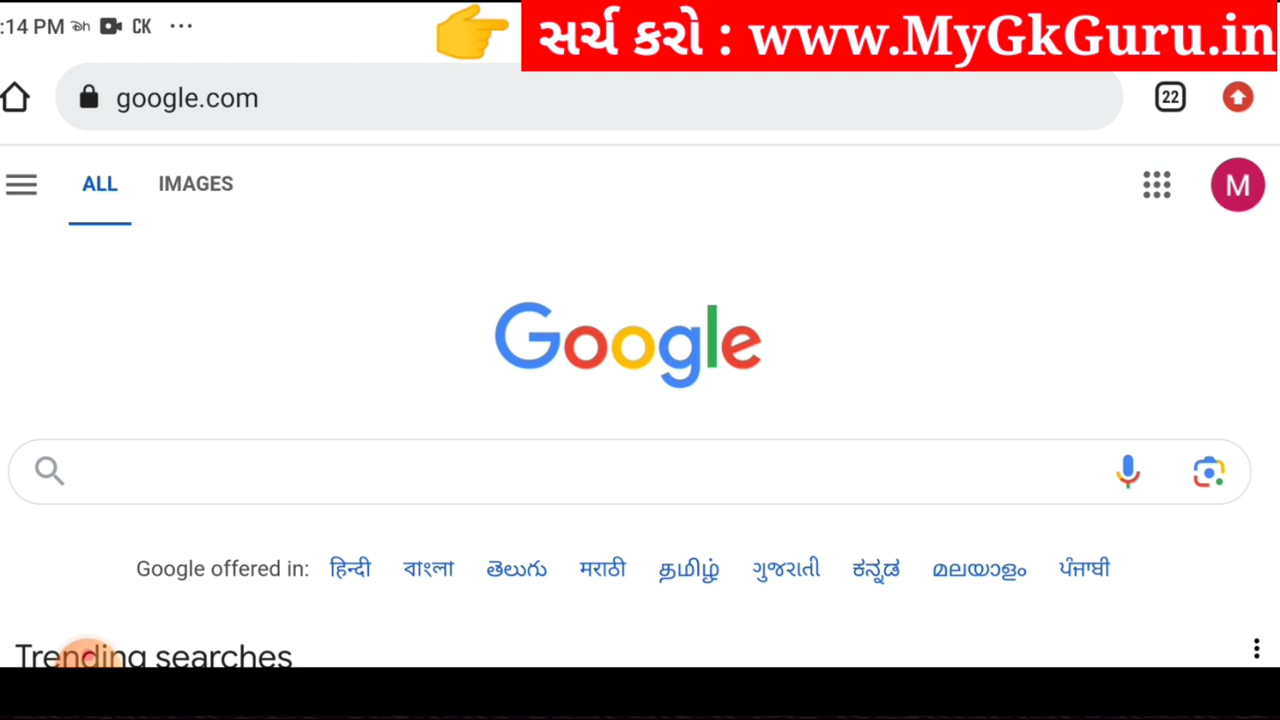 :14 PM CK ...
સર્ચ કરો : www.MyGkGuru.in
google.com
22
ALL IMAGES
M
Google
Google offered in: हिन्दी বাংলা తెలుగు मराठी தமிழ் ગુજરાતી ಕನ್ನಡ മലയാളം ਪੰਜਾਬੀ
Trending searches